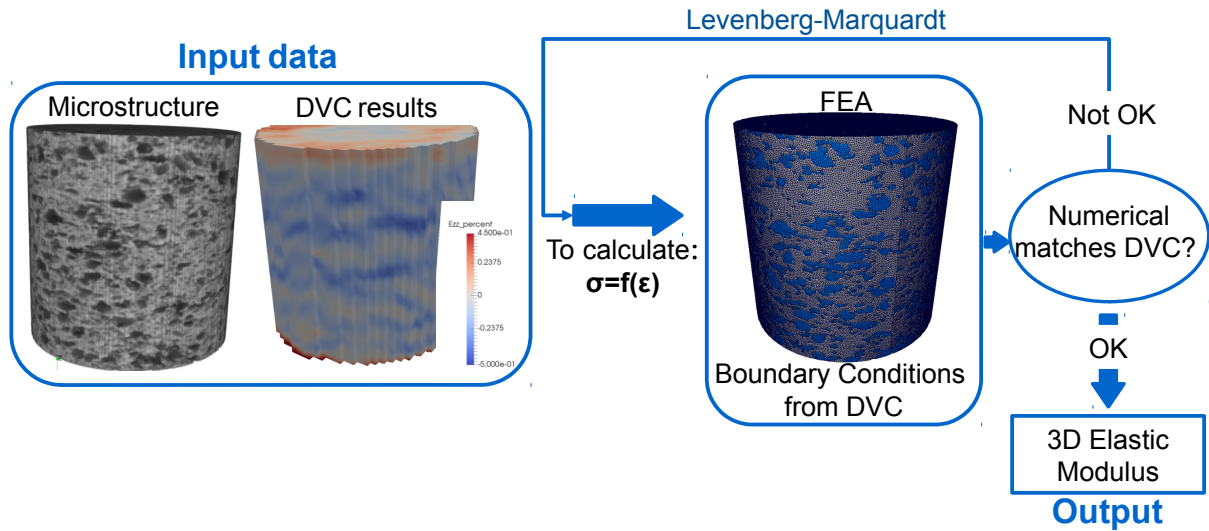 Levenberg-Marquardt
Input data
Microstructure
DVC results
Ezz_percent
4.500e-01
0.2375
0
-0.2375
-5.000e-01
To calculate:
σ=f(ε)
FEA
Boundary Conditions
from DVC
Not OK
Numerical
matches DVC?
OK
3D Elastic
Modulus
Output